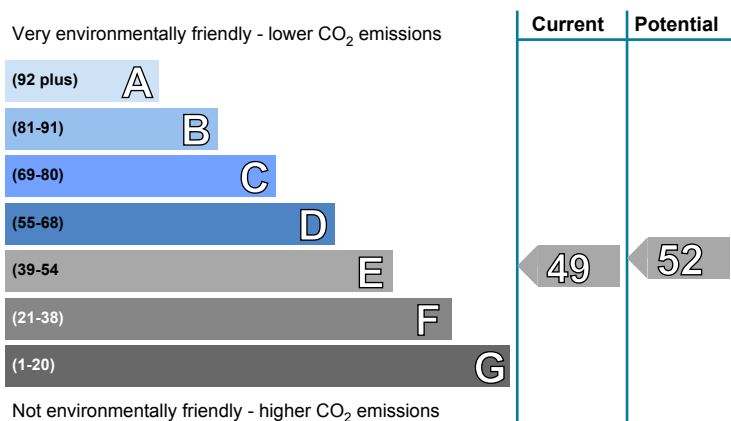 Very environmentally friendly - lower CO2 emissions
Current
Potential
(92 plus) A
(81-91) B
(69-80) C
(55-68) D
(39-54 E
49
52
(21-38) F
(1-20) G
Not environmentally friendly - higher CO2 emissions